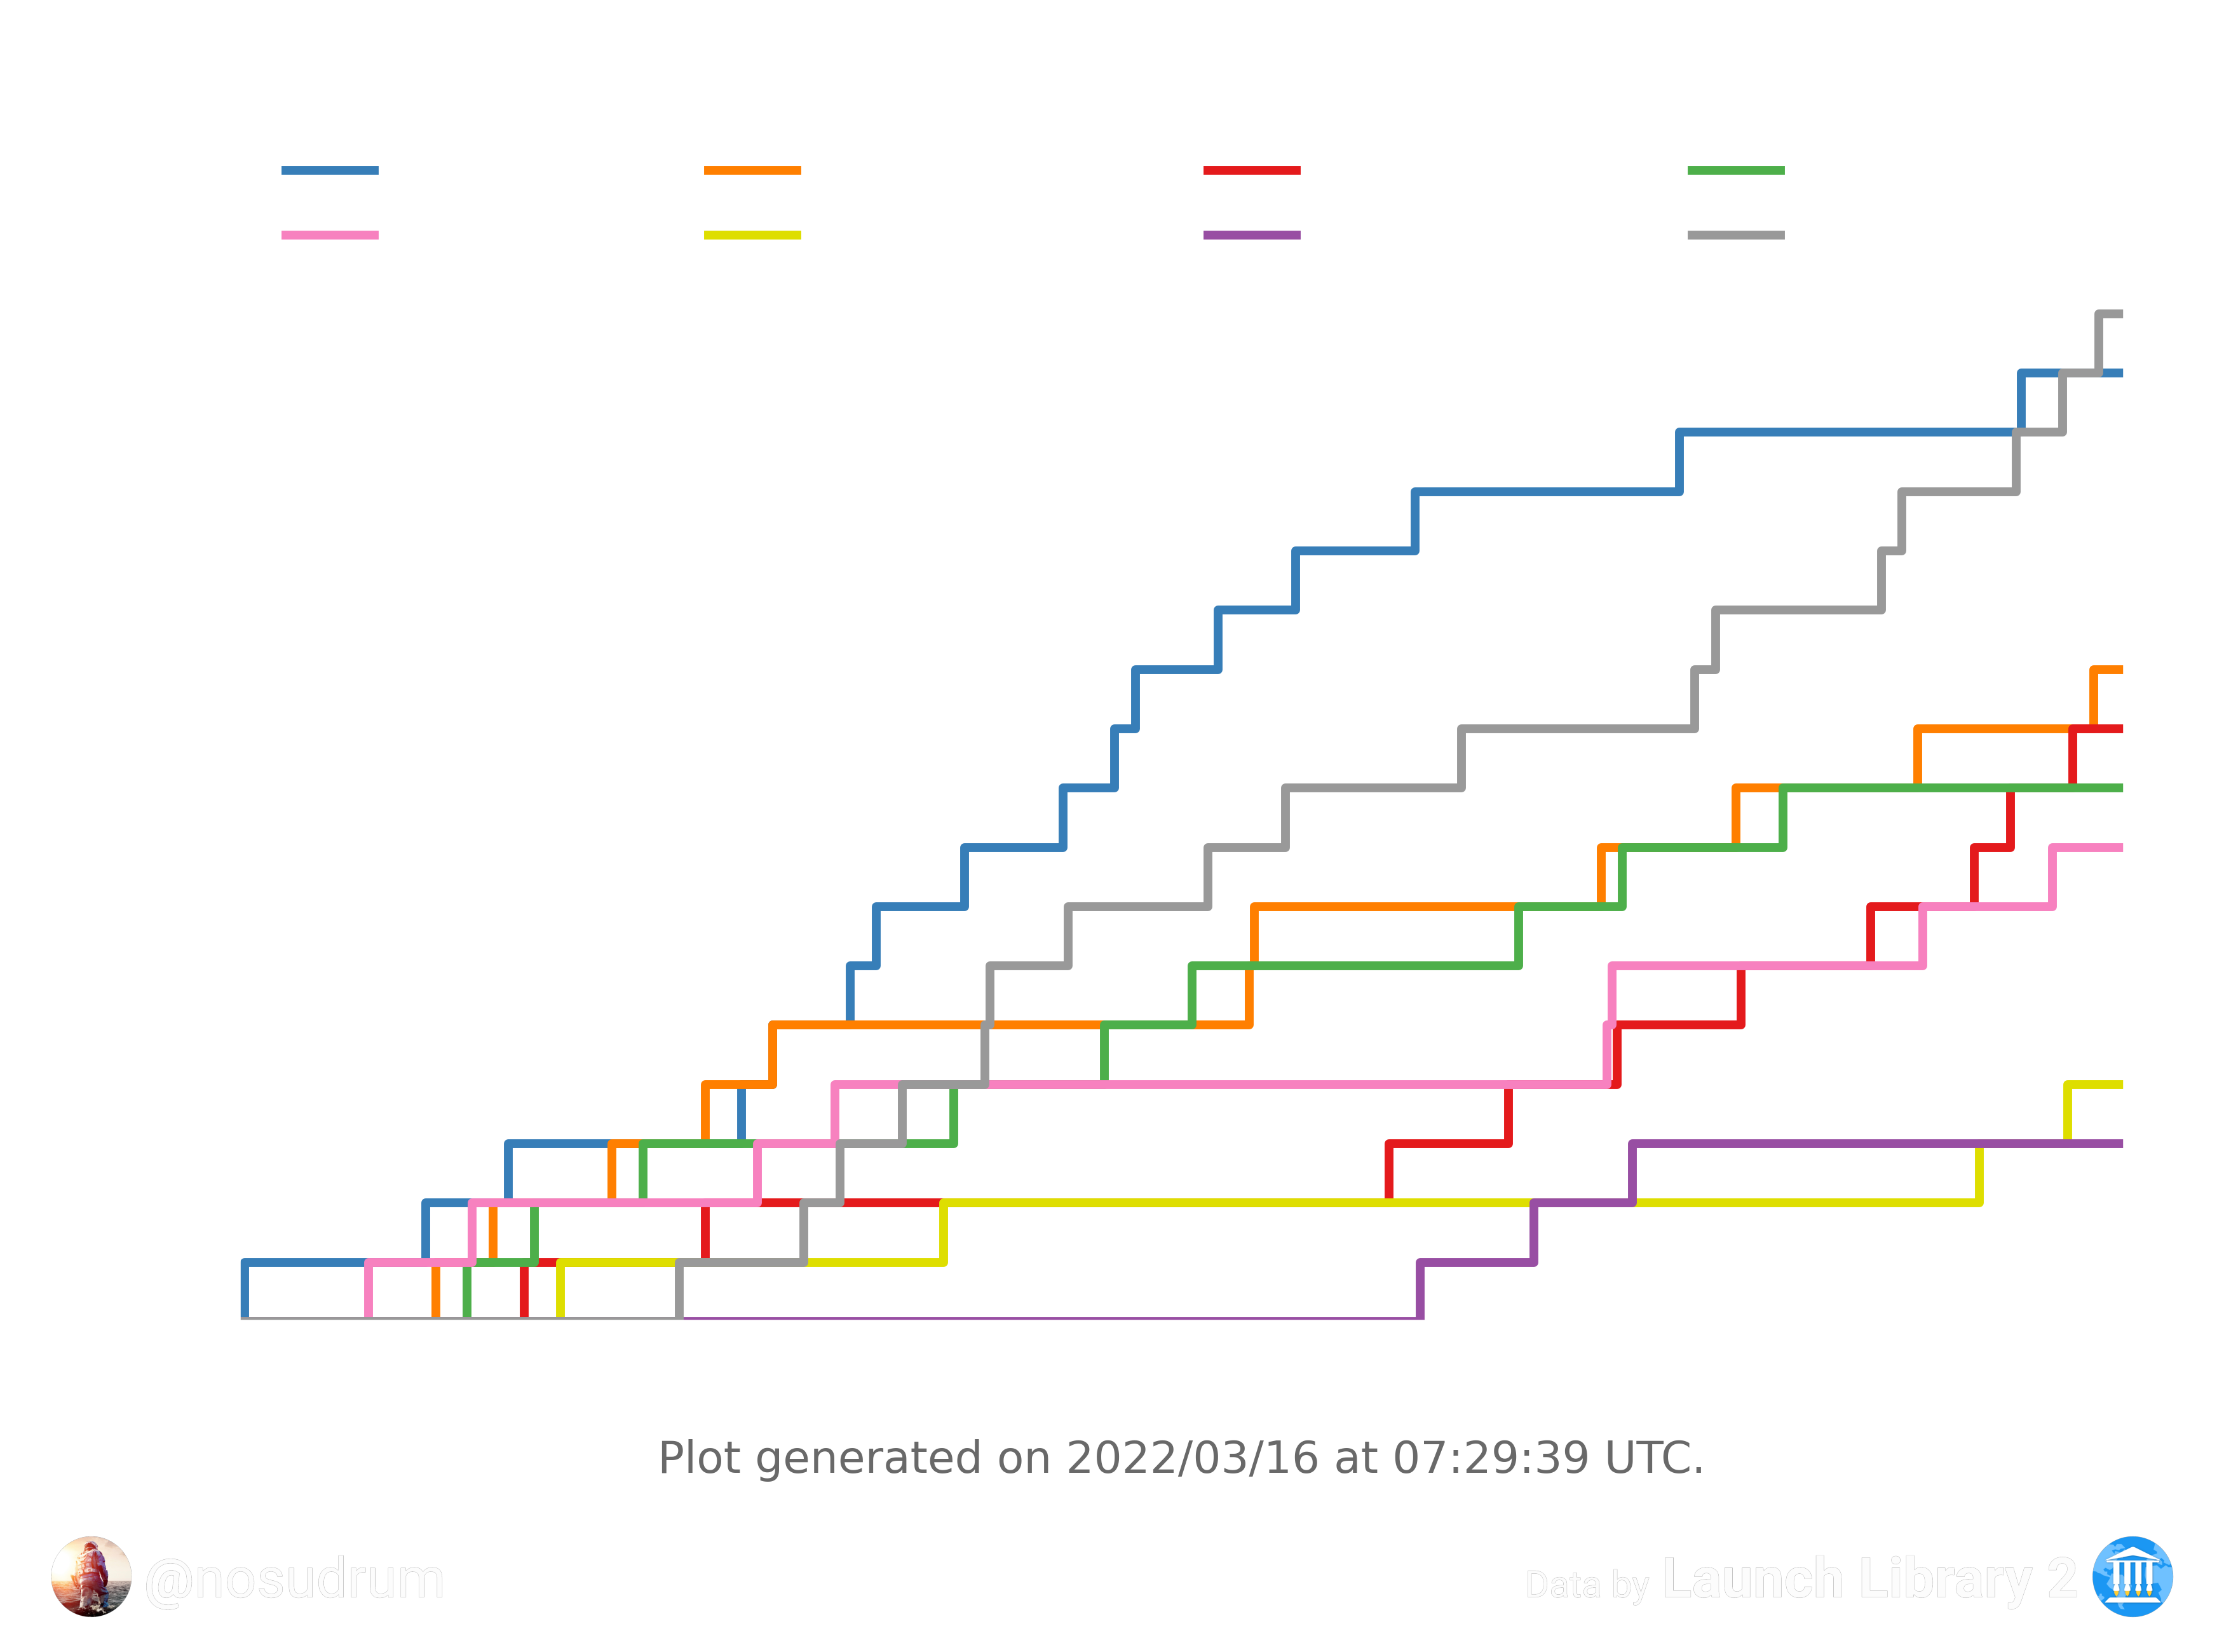 Plot generated on 2022/03/16 at 07:29:39 UTC.
@nosudrum
Data by Launch Library 2